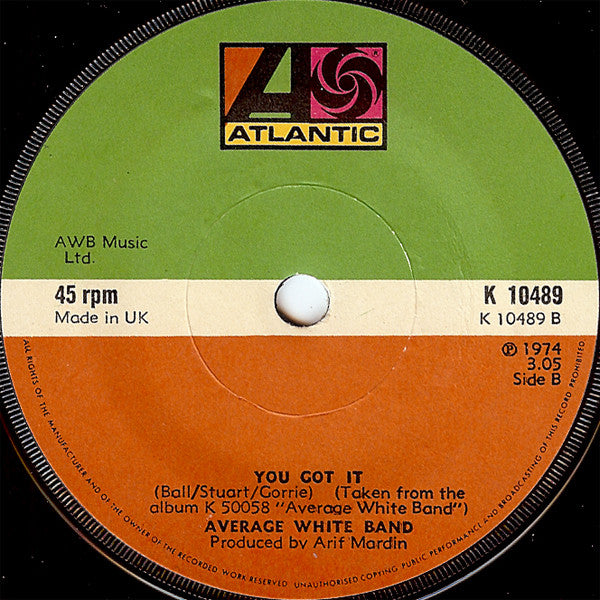 ATLANTIC
®
AWB Music
Ltd.
45 rpm
Made in UK
K 10489
K 10489 B
Ⓟ 1974
3.05
Side B
YOU GOT IT
(Ball/Stuart/Gorrie) (Taken from the
album K 50058 "Average White Band")
AVERAGE WHITE BAND
Produced by Arif Mardin
ALL RIGHTS OF THE MANUFACTURER AND OF THE OWNER OF THE RECORDED WORK RESERVED UNAUTHORISED COPYING PUBLIC PERFORMANCE AND BROADCASTING OF THIS RECORD PROHIBITED